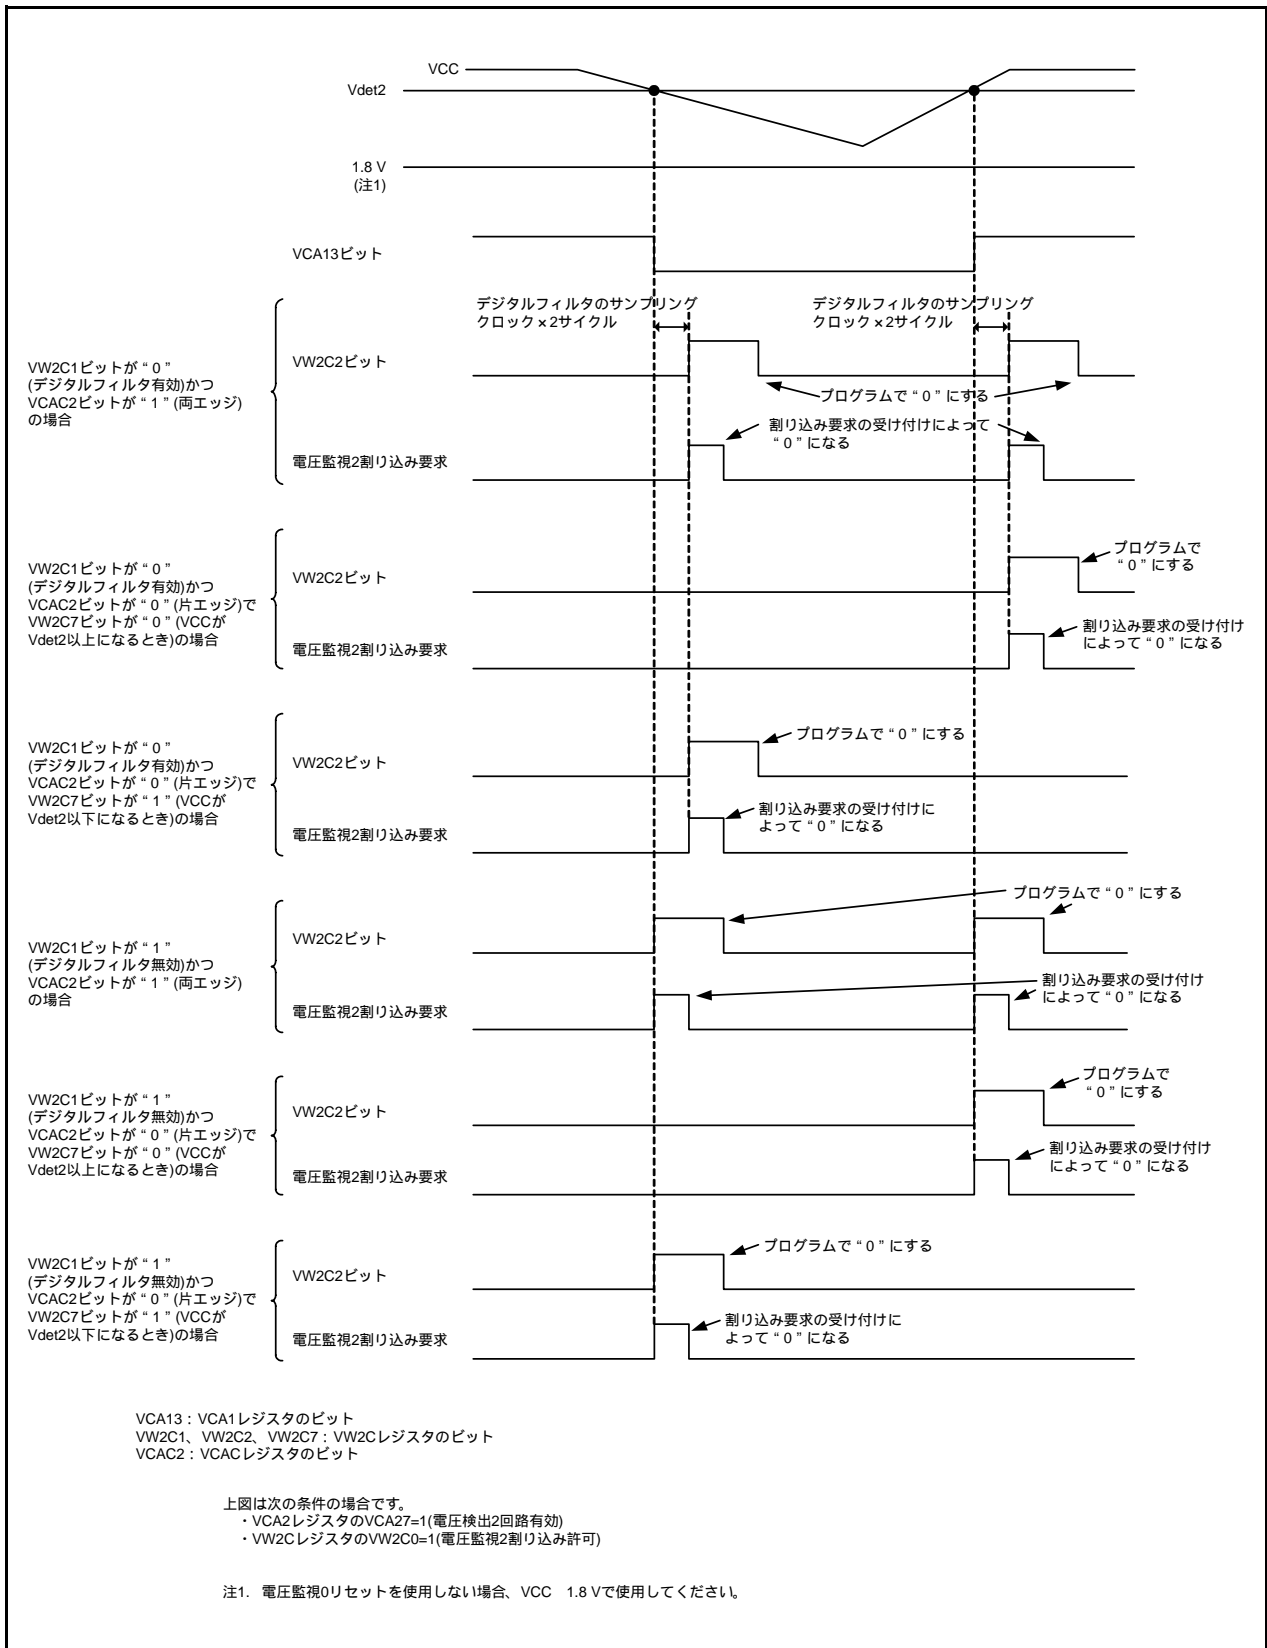 VCC
Vdet2
1.8 V
(注1)
VCA13ビット
デジタルフィルタのサンプリング
クロック×2サイクル
デジタルフィルタのサンプリング
クロック×2サイクル
VW2C1ビットが“0”
(デジタルフィルタ有効)かつ
VCAC2ビットが“1”(両エッジ)
の場合
VW2C2ビット
プログラムで“0”にする
割り込み要求の受け付けによって
“0”になる
電圧監視2割り込み要求
VW2C1ビットが“0”
(デジタルフィルタ有効)かつ
VCAC2ビットが“0”(片エッジ)で
VW2C7ビットが“0”(VCCが
Vdet2以上になるとき)の場合
VW2C2ビット
プログラムで
“0”にする
電圧監視2割り込み要求
割り込み要求の受け付け
によって“0”になる
VW2C1ビットが“0”
(デジタルフィルタ有効)かつ
VCAC2ビットが“0”(片エッジ)で
VW2C7ビットが“1”(VCCが
Vdet2以下になるとき)の場合
VW2C2ビット
プログラムで“0”にする
電圧監視2割り込み要求
割り込み要求の受け付けに
よって“0”になる
VW2C1ビットが“1”
(デジタルフィルタ無効)かつ
VCAC2ビットが“1”(両エッジ)
の場合
VW2C2ビット
プログラムで“0”にする
電圧監視2割り込み要求
割り込み要求の受け付け
によって“0”になる
VW2C1ビットが“1”
(デジタルフィルタ無効)かつ
VCAC2ビットが“0”(片エッジ)で
VW2C7ビットが“0”(VCCが
Vdet2以上になるとき)の場合
VW2C2ビット
プログラムで
“0”にする
電圧監視2割り込み要求
割り込み要求の受け付け
によって“0”になる
VW2C1ビットが“1”
(デジタルフィルタ無効)かつ
VCAC2ビットが“0”(片エッジ)で
VW2C7ビットが“1”(VCCが
Vdet2以下になるとき)の場合
VW2C2ビット
プログラムで“0”にする
電圧監視2割り込み要求
割り込み要求の受け付けに
よって“0”になる
VCA13：VCA1レジスタのビット
VW2C1、VW2C2、VW2C7：VW2Cレジスタのビット
VCAC2：VCACレジスタのビット
上図は次の条件の場合です。
・VCA2レジスタのVCA27=1(電圧検出2回路有効)
・VW2CレジスタのVW2C0=1(電圧監視2割り込み許可)
注1. 電圧監視0リセットを使用しない場合、VCC 1.8 Vで使用してください。